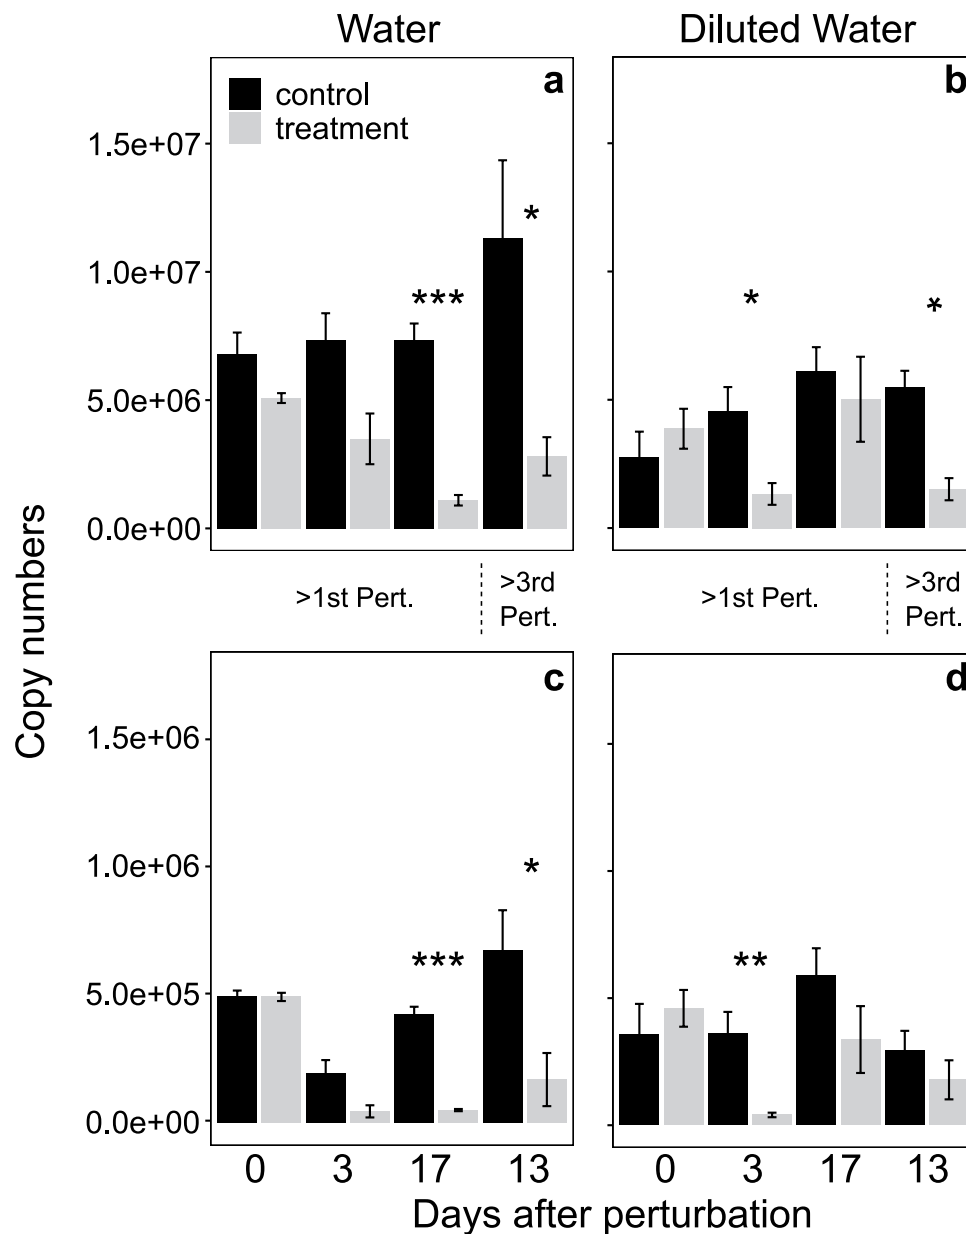 Water
Diluted Water
a
control
treatment
b
1.5e+07
*
1.0e+07
***
*
*
5.0e+06
0.0e+00
Copy numbers
>1st Pert.
>3rd
Pert.
>1st Pert.
>3rd
Pert.
c
d
1.5e+06
1.0e+06
*
***
**
5.0e+05
0.0e+00
0 3 17 13
0 3 17 13
Days after perturbation